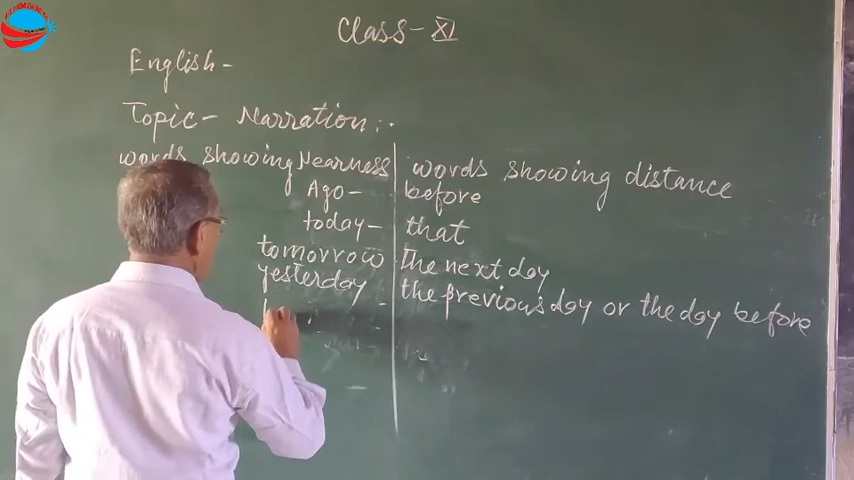 Class - XI
English -
Topic - Narration :-
words showing Nearness words showing distance
Ago - before
today - that
tomorrow The next day
yesterday the previous day or the day before